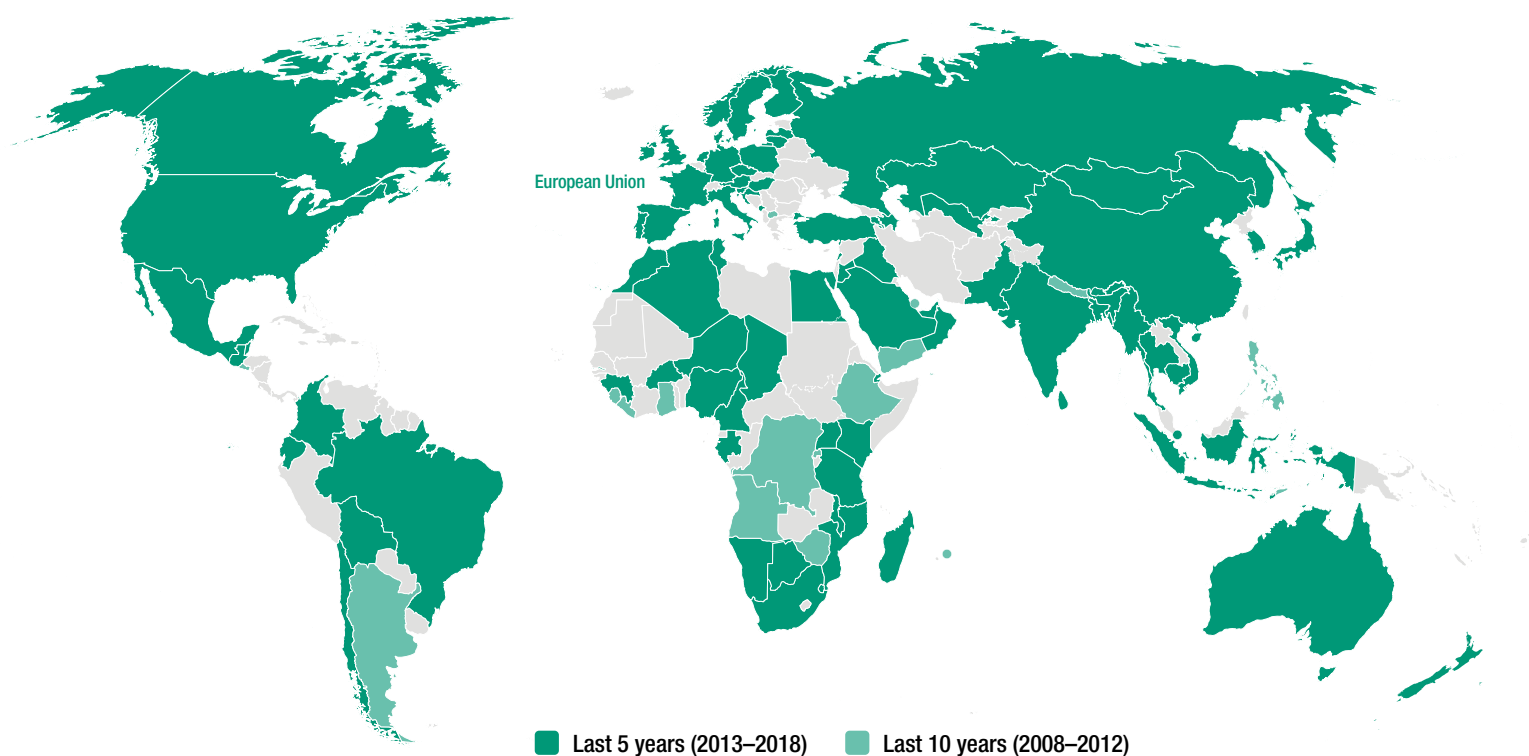 European Union
Last 5 years (2013–2018)
Last 10 years (2008–2012)